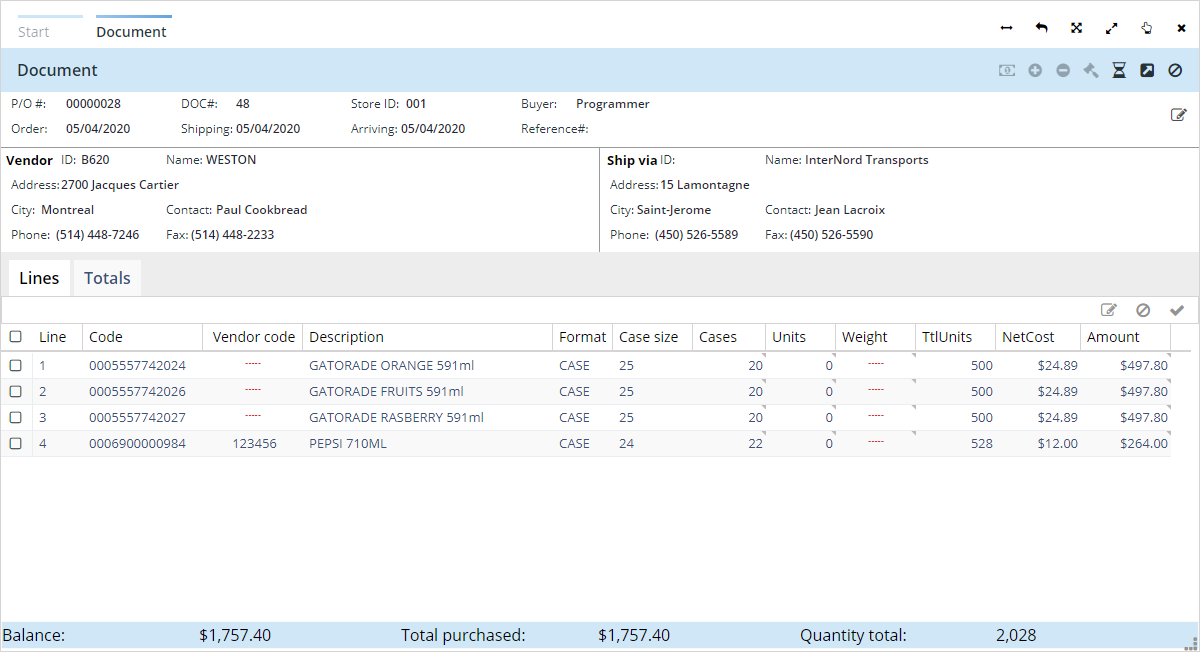 Start Document
Document
P/O #: 00000028 DOC#: 48 Store ID: 001 Buyer: Programmer
Order: 05/04/2020 Shipping: 05/04/2020 Arriving: 05/04/2020 Reference#:
Vendor ID: B620 Name: WESTON Ship via ID: Name: InterNord Transports
Address: 2700 Jacques Cartier Address: 15 Lamontagne
City: Montreal Contact: Paul Cookbread City: Saint-Jerome Contact: Jean Lacroix
Phone: (514) 448-7246 Fax: (514) 448-2233 Phone: (450) 526-5589 Fax: (450) 526-5590
Lines Totals
Line Code Vendor code Description Format Case size Cases Units Weight TtlUnits NetCost Amount
1 0005557742024 ----- GATORADE ORANGE 591ml CASE 25 20 0 ----- 500 $24.89 $497.80
2 0005557742026 ----- GATORADE FRUITS 591ml CASE 25 20 0 ----- 500 $24.89 $497.80
3 0005557742027 ----- GATORADE RASBERRY 591ml CASE 25 20 0 ----- 500 $24.89 $497.80
4 0006900000984 123456 PEPSI 710ML CASE 24 22 0 ----- 528 $12.00 $264.00
Balance: $1,757.40 Total purchased: $1,757.40 Quantity total: 2,028